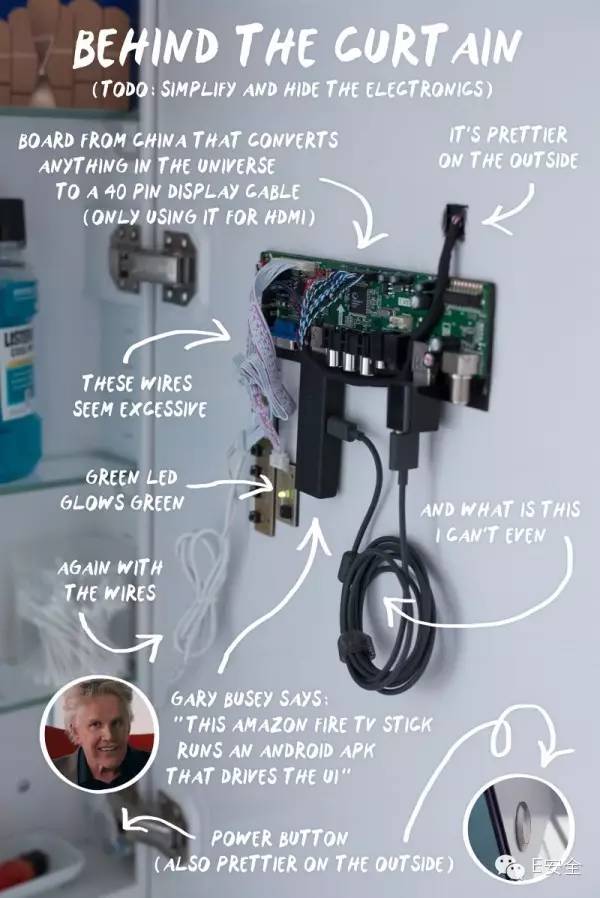 BEHIND THE CURTAIN
(TODO: SIMPLIFY AND HIDE THE ELECTRONICS)
BOARD FROM CHINA THAT CONVERTS
ANYTHING IN THE UNIVERSE
TO A 40 PIN DISPLAY CABLE
(ONLY USING IT FOR HDMI)
IT'S PRETTIER
ON THE OUTSIDE
LISTERINE
THESE WIRES
SEEM EXCESSIVE
GREEN LED
GLOWS GREEN
AND WHAT IS THIS
I CAN'T EVEN
AGAIN WITH
THE WIRES
GARY BUSEY SAYS:
"THIS AMAZON FIRE TV STICK
RUNS AN ANDROID APK
THAT DRIVES THE UI"
POWER BUTTON
(ALSO PRETTIER ON THE OUTSIDE)
E安全